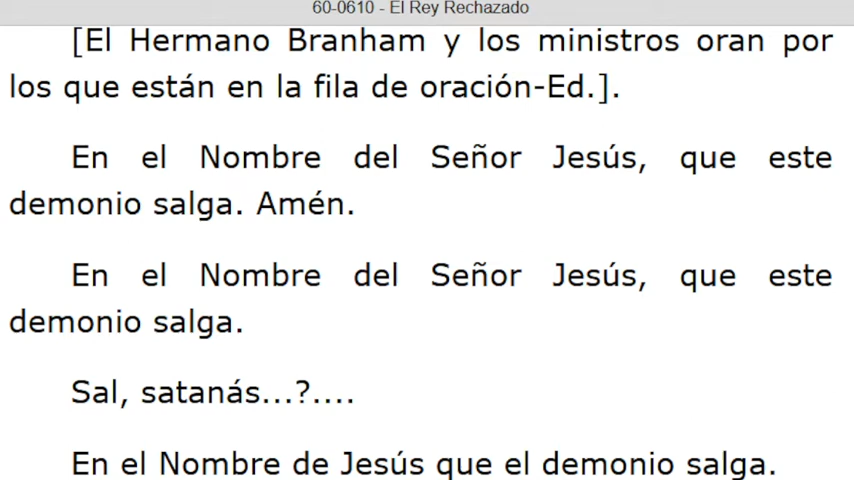 60-0610 - El Rey Rechazado
[El Hermano Branham y los ministros oran por
los que están en la fila de oración-Ed.].
En el Nombre del Señor Jesús, que este
demonio salga. Amén.
En el Nombre del Señor Jesús, que este
demonio salga.
Sal, satanás...?....
En el Nombre de Jesús que el demonio salga.